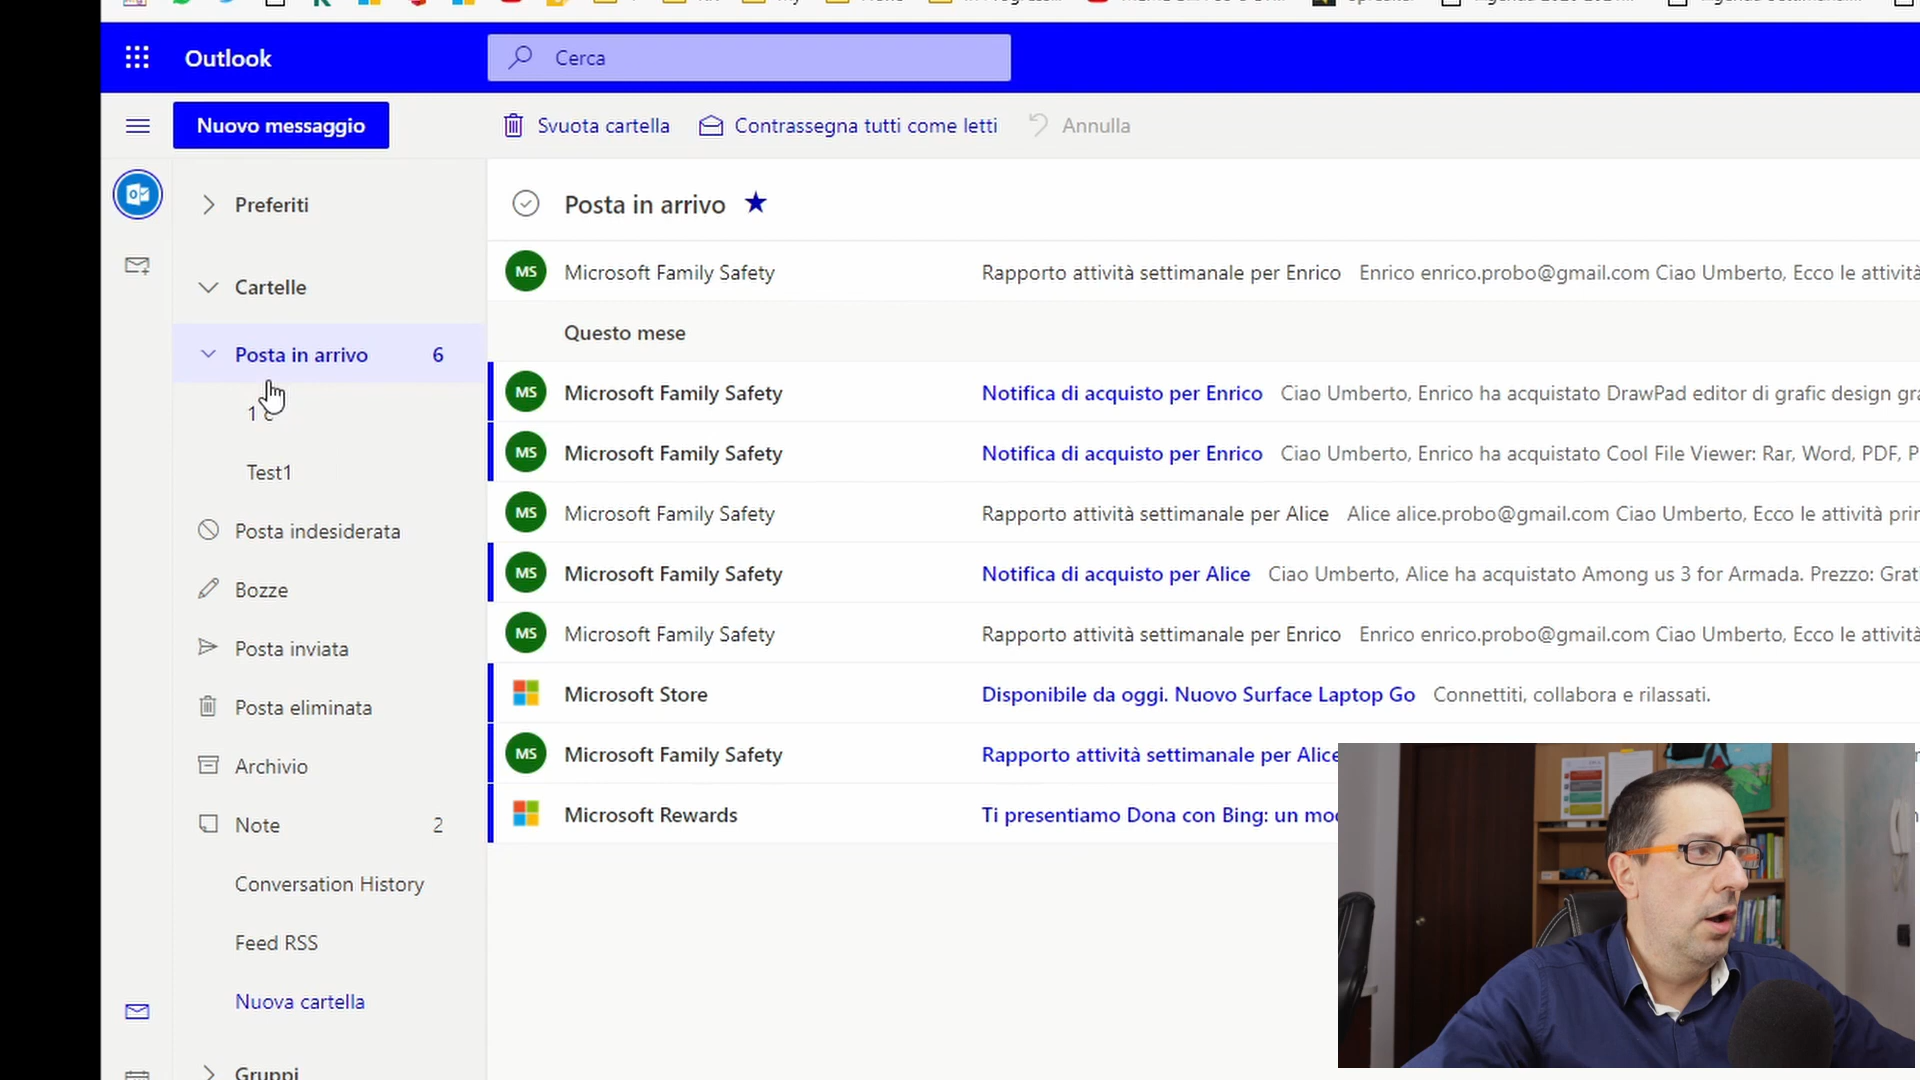 Outlook
Cerca
Nuovo messaggio
Svuota cartella
Contrassegna tutti come letti
Annulla
Preferiti
Cartelle
Posta in arrivo 6
Test1
Posta indesiderata
Bozze
Posta inviata
Posta eliminata
Archivio
Note 2
Conversation History
Feed RSS
Nuova cartella
Gruppi
Posta in arrivo
MS Microsoft Family Safety Rapporto attività settimanale per Enrico Enrico enrico.probo@gmail.com Ciao Umberto, Ecco le attività
Questo mese
MS Microsoft Family Safety Notifica di acquisto per Enrico Ciao Umberto, Enrico ha acquistato DrawPad editor di grafic design gra
MS Microsoft Family Safety Notifica di acquisto per Enrico Ciao Umberto, Enrico ha acquistato Cool File Viewer: Rar, Word, PDF, P
MS Microsoft Family Safety Rapporto attività settimanale per Alice Alice alice.probo@gmail.com Ciao Umberto, Ecco le attività prin
MS Microsoft Family Safety Notifica di acquisto per Alice Ciao Umberto, Alice ha acquistato Among us 3 for Armada. Prezzo: Grat
MS Microsoft Family Safety Rapporto attività settimanale per Enrico Enrico enrico.probo@gmail.com Ciao Umberto, Ecco le attività
Microsoft Store Disponibile da oggi. Nuovo Surface Laptop Go Connettiti, collabora e rilassati.
MS Microsoft Family Safety Rapporto attività settimanale per Alice
Microsoft Rewards Ti presentiamo Dona con Bing: un mo